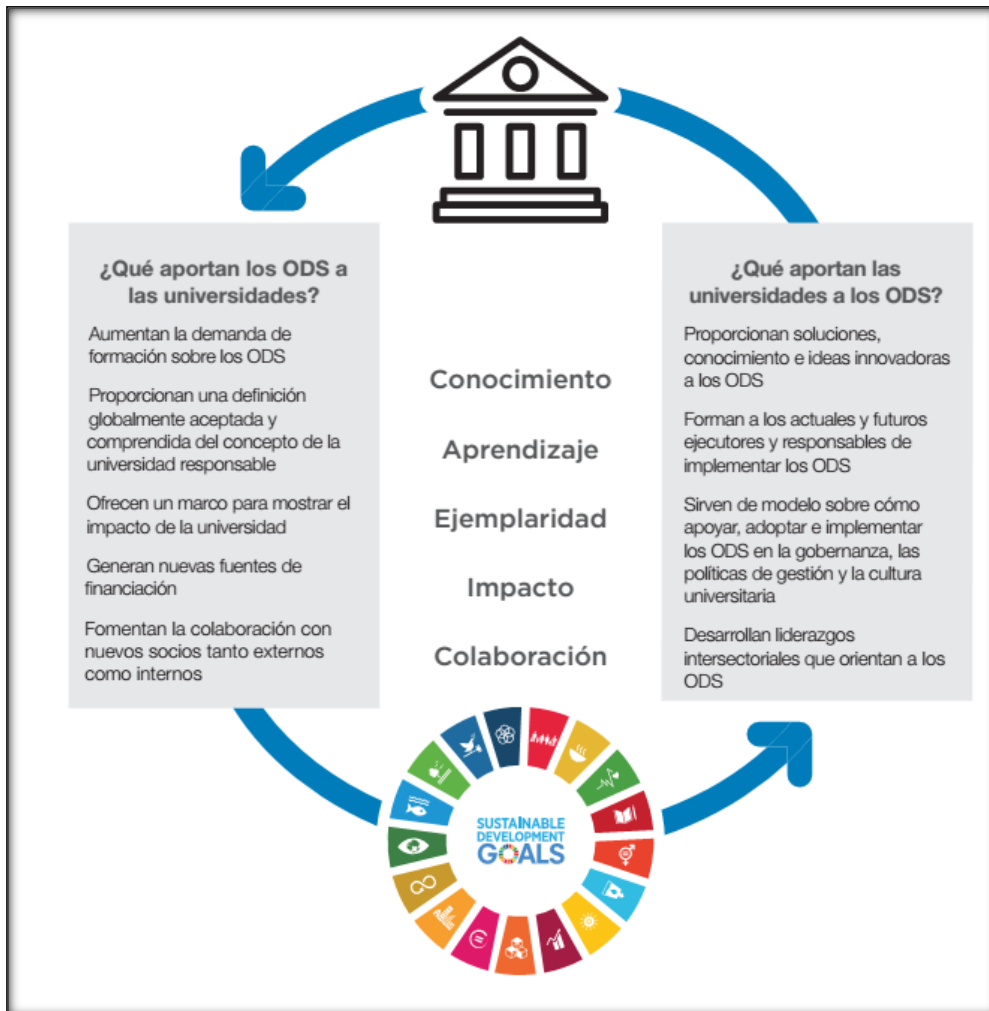 ¿Qué aportan los ODS a
las universidades?
Aumentan la demanda de
formación sobre los ODS
Proporcionan una definición
globalmente aceptada y
comprendida del concepto de la
universidad responsable
Ofrecen un marco para mostrar el
impacto de la universidad
Generan nuevas fuentes de
financiación
Fomentan la colaboración con
nuevos socios tanto externos
como internos
Conocimiento
Aprendizaje
Ejemplaridad
Impacto
Colaboración
¿Qué aportan las
universidades a los ODS?
Proporcionan soluciones,
conocimiento e ideas innovadoras
a los ODS
Forman a los actuales y futuros
ejecutores y responsables de
implementar los ODS
Sirven de modelo sobre cómo
apoyar, adoptar e implementar
los ODS en la gobernanza, las
políticas de gestión y la cultura
universitaria
Desarrollan liderazgos
intersectoriales que orientan a los
ODS
SUSTAINABLE
DEVELOPMENT
GOALS